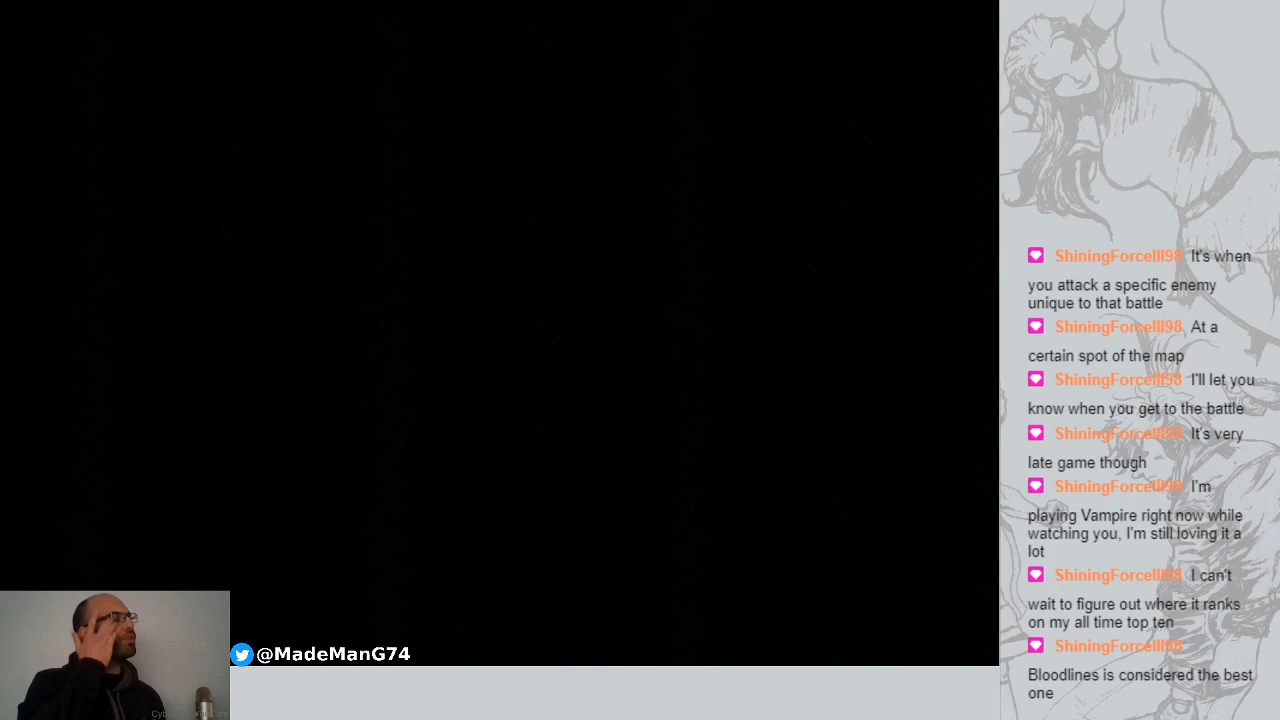 ShiningForceIII98 It's when
you attack a specific enemy
unique to that battle
ShiningForceIII98 At a
certain spot of the map
ShiningForceIII98 I'll let you
know when you get to the battle
ShiningForceIII98 It's very
late game though
ShiningForceIII98 I'm
playing Vampire right now while
watching you, I'm still loving it a
lot
ShiningForceIII98 I can't
wait to figure out where it ranks
on my all time top ten
ShiningForceIII98
Bloodlines is considered the best
one
@MadeManG74